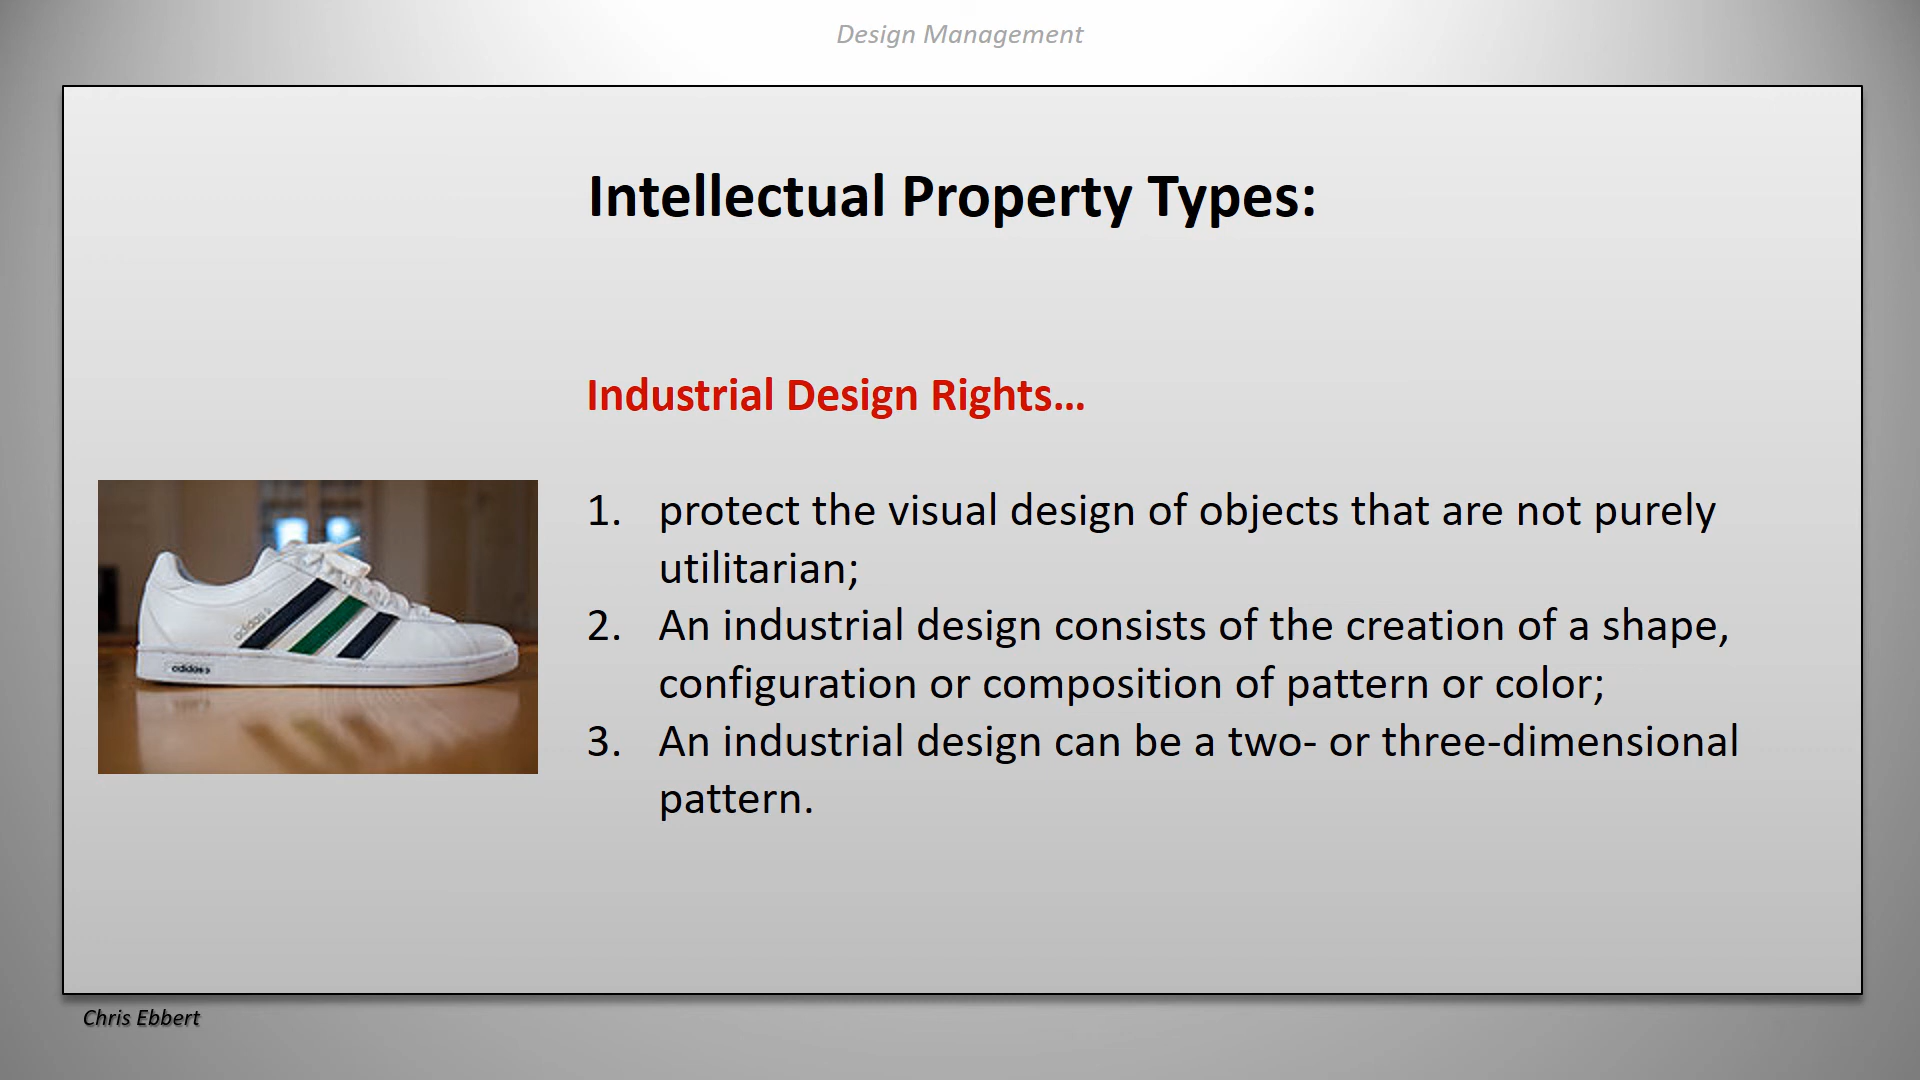 Design Management
Intellectual Property Types:
Industrial Design Rights...
1. protect the visual design of objects that are not purely
utilitarian;
2. An industrial design consists of the creation of a shape,
configuration or composition of pattern or color;
3. An industrial design can be a two- or three-dimensional
pattern.
adidas
adidas
Chris Ebbert